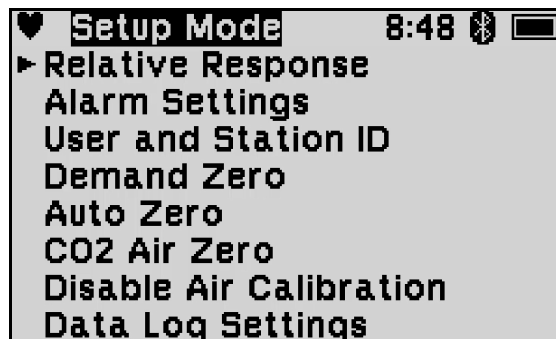 Setup Mode 8:48
Relative Response
Alarm Settings
User and Station ID
Demand Zero
Auto Zero
CO2 Air Zero
Disable Air Calibration
Data Log Settings